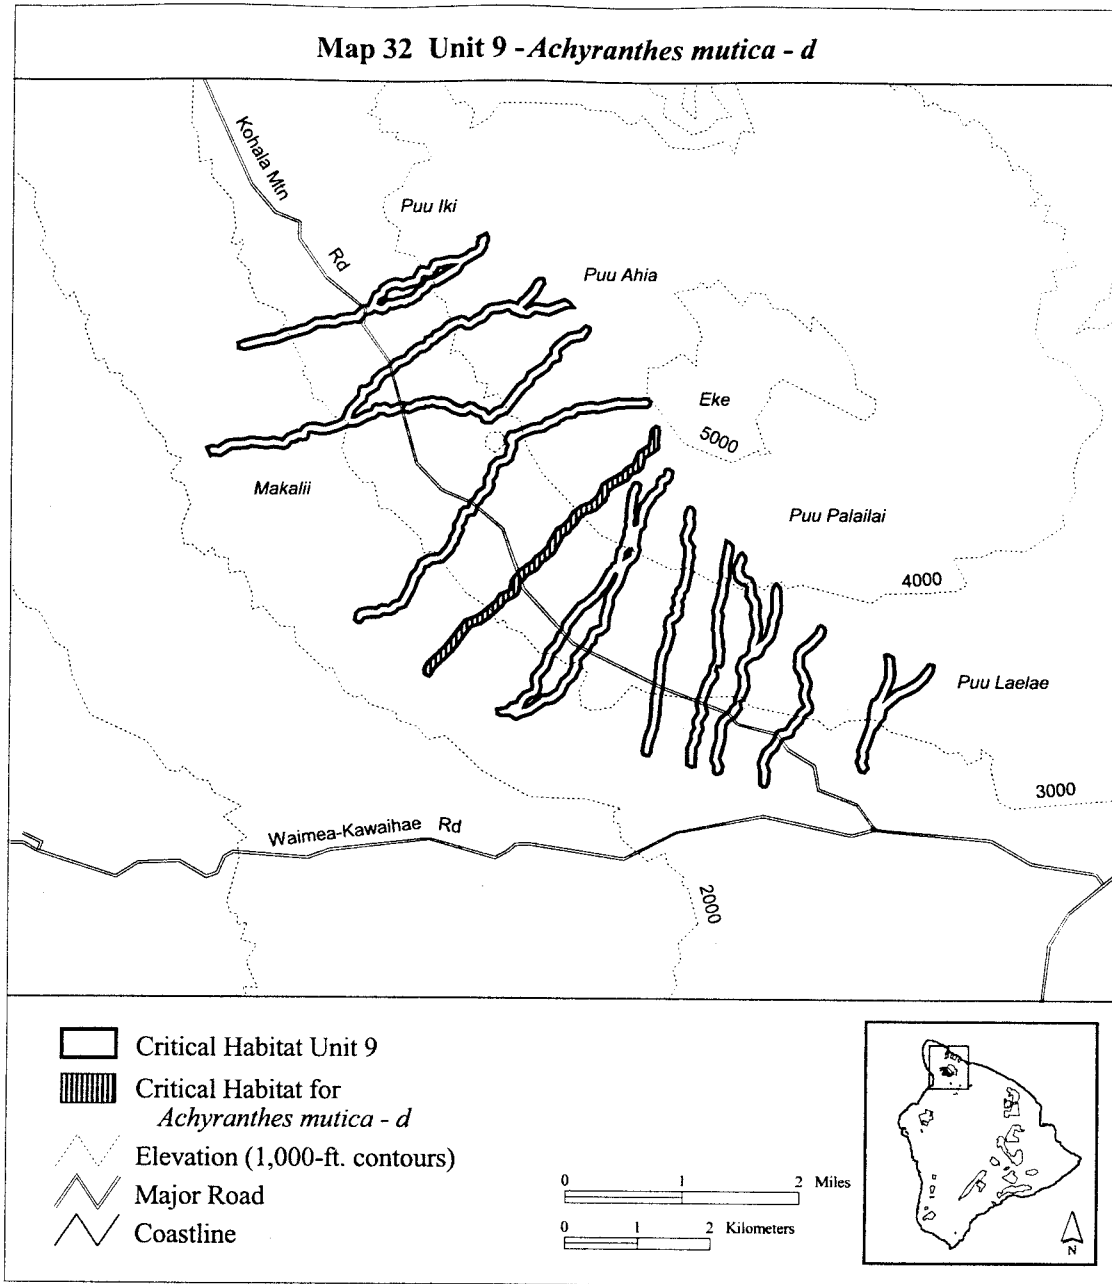 Map 32 Unit 9 - Achyranthes mutica - d
Kohala Mtn
Rd
Puu Iki
Puu Ahia
Eke
5000
Makalii
Puu Palailai
4000
Puu Laelae
3000
Waimea-Kawaihae Rd
2000
Critical Habitat Unit 9
Critical Habitat for
Achyranthes mutica - d
Elevation (1,000-ft. contours)
Major Road
Coastline
0 1 2 Miles
0 1 2 Kilometers
N